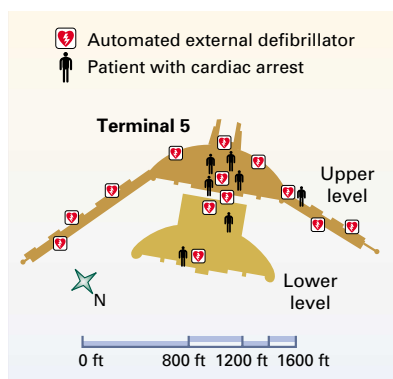 Automated external defibrillator
Patient with cardiac arrest
Terminal 5
Upper
level
Lower
level
N
0 ft 800 ft 1200 ft 1600 ft